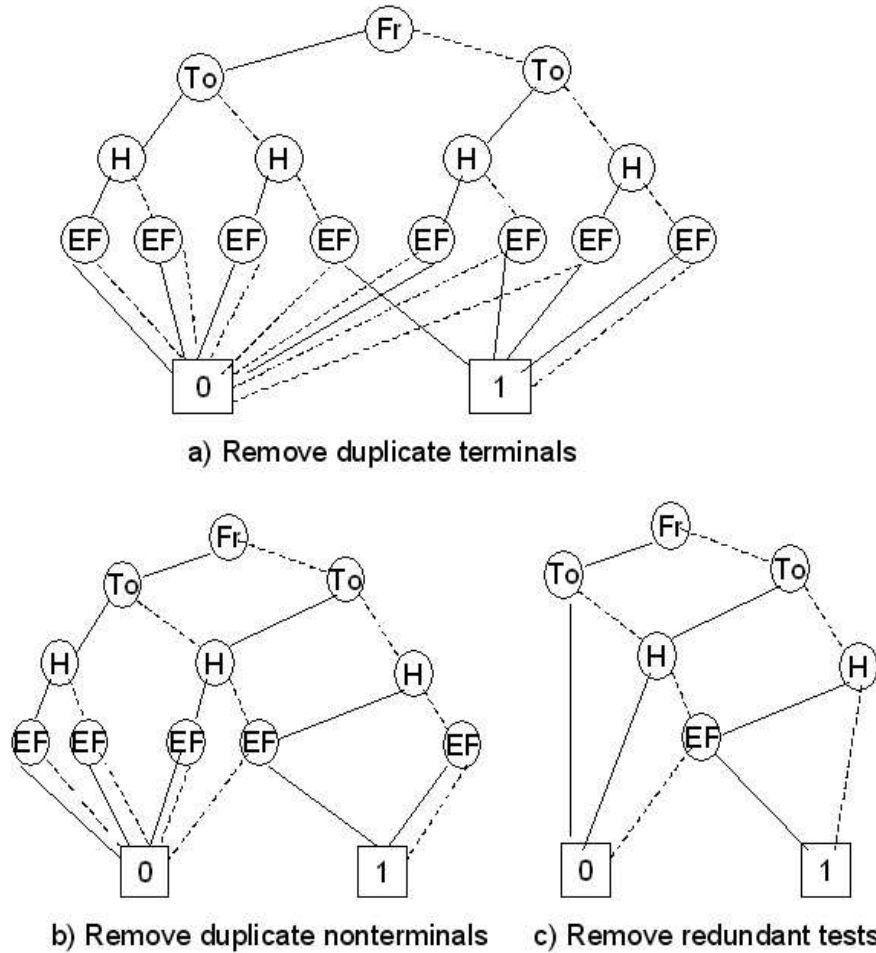 Fr
To To
H H H H
EF EF EF EF EF EF EF EF
0 1
a) Remove duplicate terminals
Fr
To To
H H H
EF EF EF EF EF
0 1
b) Remove duplicate nonterminals
Fr
To To
H H
EF
0 1
c) Remove redundant tests